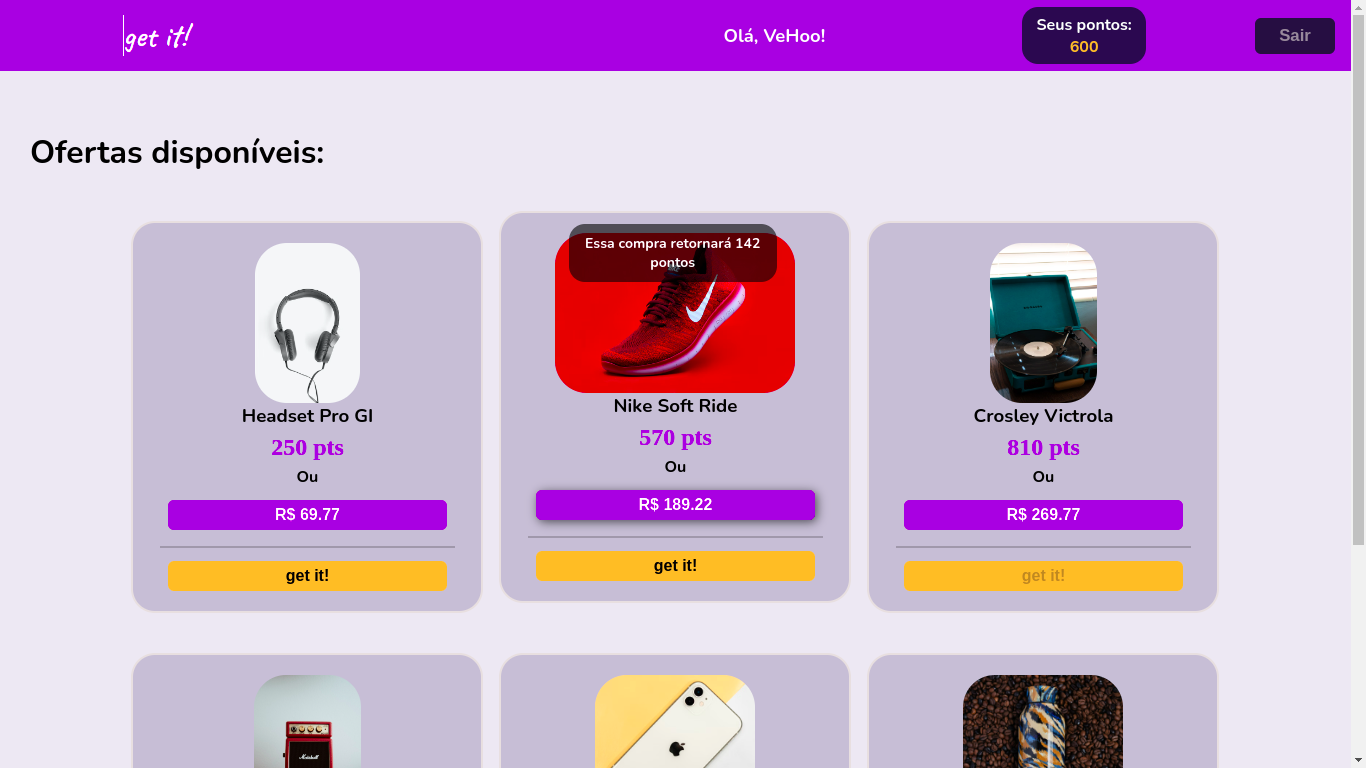 get it!
Olá, VeHoo!
Seus pontos:
600
Sair
Ofertas disponíveis:
Headset Pro GI
250 pts
Ou
R$ 69.77
get it!
Essa compra retornará 142
pontos
Nike Soft Ride
570 pts
Ou
R$ 189.22
get it!
Crosley Victrola
810 pts
Ou
R$ 269.77
get it!
Marshall